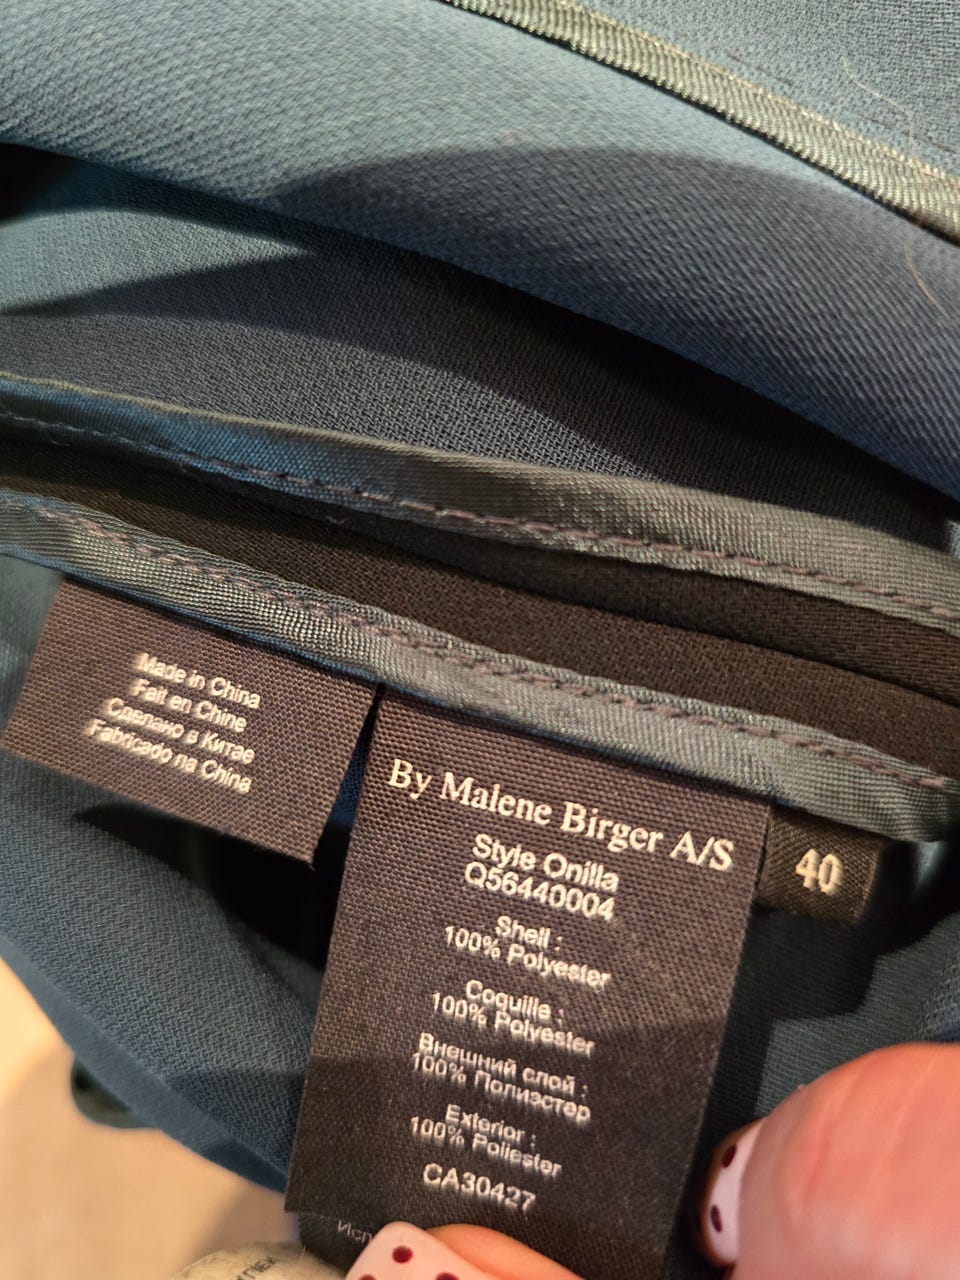 Made in China
Fait en Chine
Сделано в Китае
Fabricado na China
By Malene Birger A/S
Style Onilla
Q56440004
Shell :
100% Polyester
Coquille :
100% Polyester
Внешний слой :
100% Полиэстер
Exterior :
100% Poliester
CA30427
40